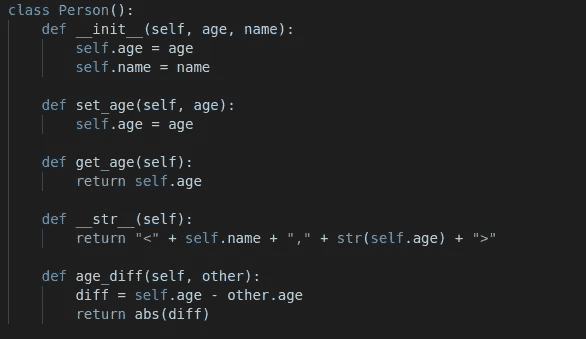 class Person():
    def __init__(self, age, name):
        self.age = age
        self.name = name
    def set_age(self, age):
        self.age = age
    def get_age(self):
        return self.age
    def __str__(self):
        return "<" + self.name + "," + str(self.age) + ">"
    def age_diff(self, other):
        diff = self.age - other.age
        return abs(diff)